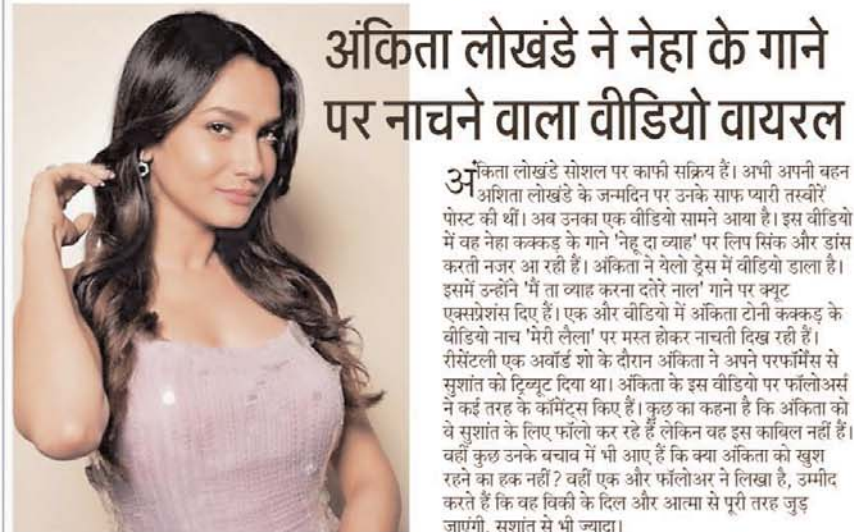 अंकिता लोखंडे ने नेहा के गाने
पर नाचने वाला वीडियो वायरल
अंकिता लोखंडे सोशल पर काफी सक्रिय हैं। अभी अपनी बहन
अशिता लोखंडे के जन्मदिन पर उनके साफ प्यारी तस्वीरें
पोस्ट की थीं। अब उनका एक वीडियो सामने आया है। इस वीडियो
में वह नेहा कक्कड़ के गाने 'नेहू दा व्याह' पर लिप सिंक और डांस
करती नजर आ रही हैं। अंकिता ने येलो ड्रेस में वीडियो डाला है।
इसमें उन्होंने 'मैं ता व्याह करना दतेरे नाल' गाने पर क्यूट
एक्सप्रेशंस दिए हैं। एक और वीडियो में अंकिता टोनी कक्कड़ के
वीडियो नाच 'मेरी लैला' पर मस्त होकर नाचती दिख रही हैं।
रीसेंटली एक अवॉर्ड शो के दौरान अंकिता ने अपने परफॉर्मेंस से
सुशांत को ट्रिब्यूट दिया था। अंकिता के इस वीडियो पर फॉलोअर्स
ने कई तरह के कॉमेंट्स किए हैं। कुछ का कहना है कि अंकिता को
वे सुशांत के लिए फॉलो कर रहे हैं लेकिन वह इस काबिल नहीं हैं।
वहीं कुछ उनके बचाव में भी आए हैं कि क्या अंकिता को खुश
रहने का हक नहीं? वहीं एक और फॉलोअर ने लिखा है, उम्मीद
करते हैं कि वह विकी के दिल और आत्मा से पूरी तरह जुड़
जाएंगी, सुशांत से भी ज्यादा।